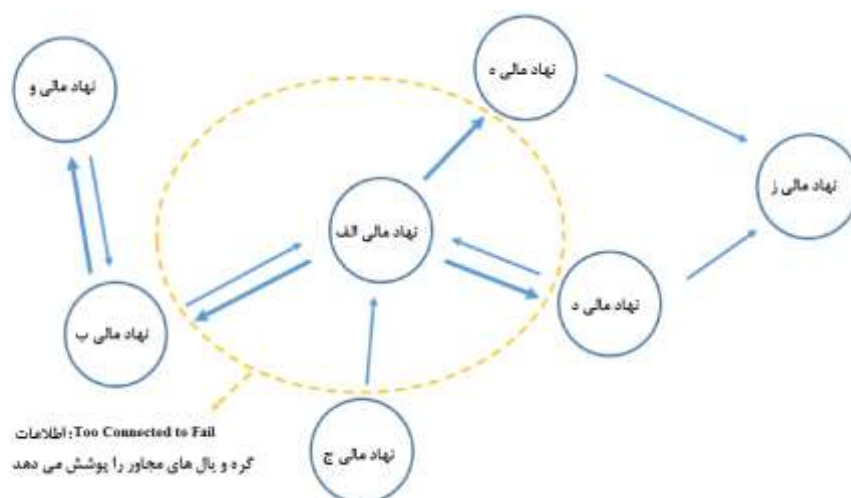 نهاد مالی ه
نهاد مالی و
نهاد مالی ز
نهاد مالی الف
نهاد مالی د
نهاد مالی ب
Too Connected to Fail: اطلاعات
گره و یال های مجاور را پوشش می دهد
نهاد مالی ج